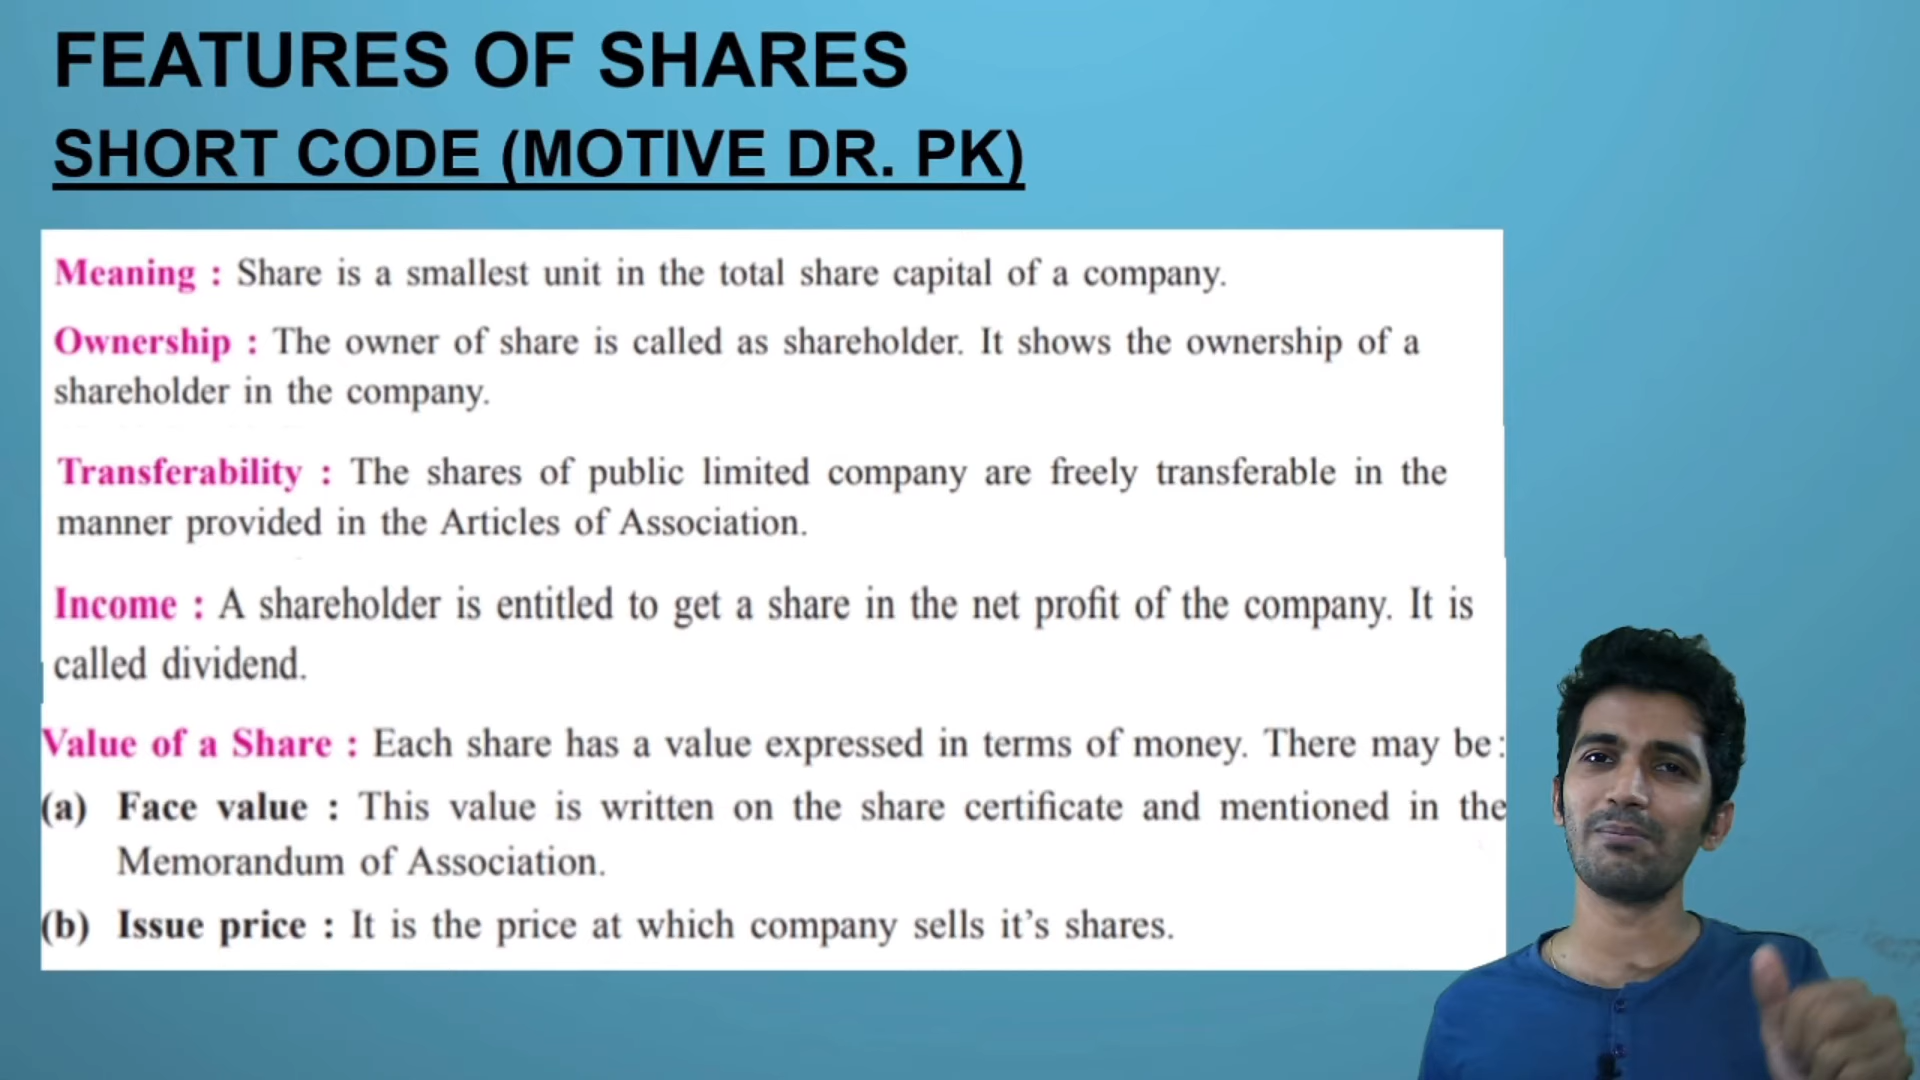 FEATURES OF SHARES
SHORT CODE (MOTIVE DR. PK)
Meaning : Share is a smallest unit in the total share capital of a company.
Ownership : The owner of share is called as shareholder. It shows the ownership of a
shareholder in the company.
Transferability : The shares of public limited company are freely transferable in the
manner provided in the Articles of Association.
Income : A shareholder is entitled to get a share in the net profit of the company. It is
called dividend.
Value of a Share : Each share has a value expressed in terms of money. There may be:
(a) Face value : This value is written on the share certificate and mentioned in the
Memorandum of Association.
(b) Issue price : It is the price at which company sells it's shares.